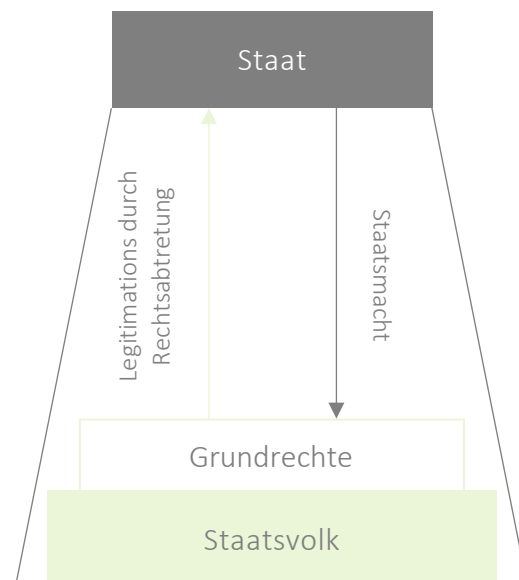 Staat
Legitimations durch
Rechtsabtretung
Staatsmacht
Grundrechte
Staatsvolk